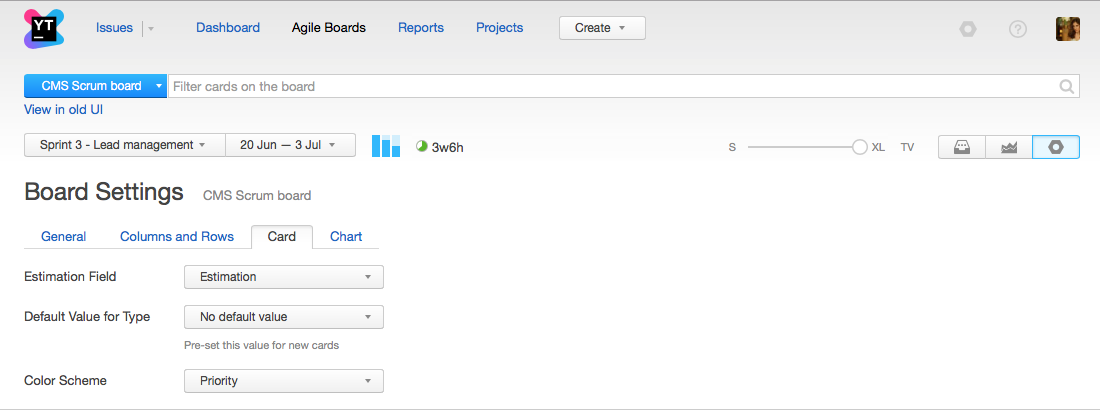 YT
Issues Dashboard Agile Boards Reports Projects Create
CMS Scrum board Filter cards on the board
View in old UI
Sprint 3 - Lead management 20 Jun — 3 Jul 3w6h S XL TV
Board Settings CMS Scrum board
General Columns and Rows Card Chart
Estimation Field Estimation
Default Value for Type No default value
Pre-set this value for new cards
Color Scheme Priority